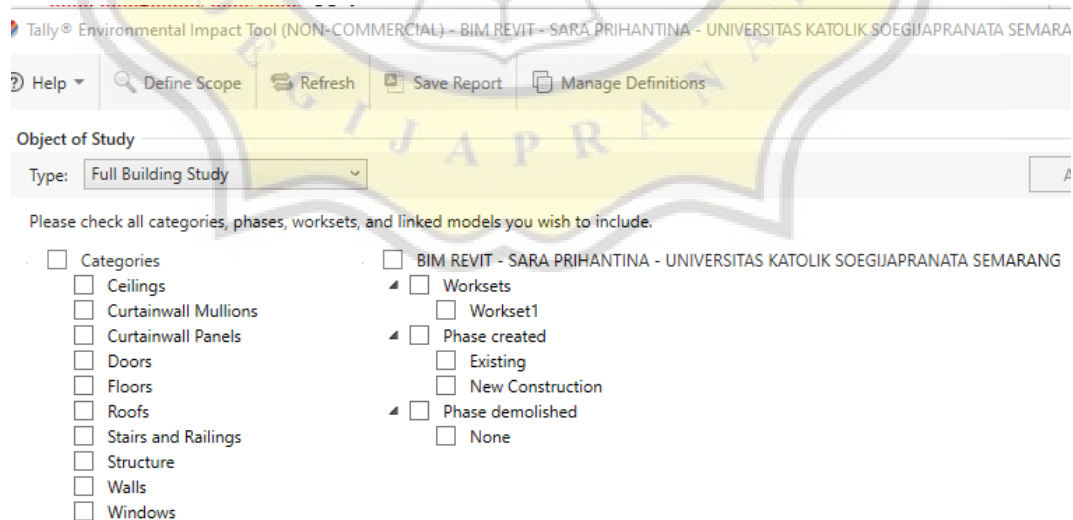 Tally® Environmental Impact Tool (NON-COMMERCIAL) - BIM REVIT - SARA PRIHANTINA - UNIVERSITAS KATOLIK SOEGIJAPRANATA SEMARA
Help Define Scope Refresh Save Report Manage Definitions
EGIJAPRANA
Object of Study
Type: Full Building Study
A
Please check all categories, phases, worksets, and linked models you wish to include.
Categories
Ceilings
Curtainwall Mullions
Curtainwall Panels
Doors
Floors
Roofs
Stairs and Railings
Structure
Walls
Windows
BIM REVIT - SARA PRIHANTINA - UNIVERSITAS KATOLIK SOEGIJAPRANATA SEMARANG
Worksets
Workset1
Phase created
Existing
New Construction
Phase demolished
None